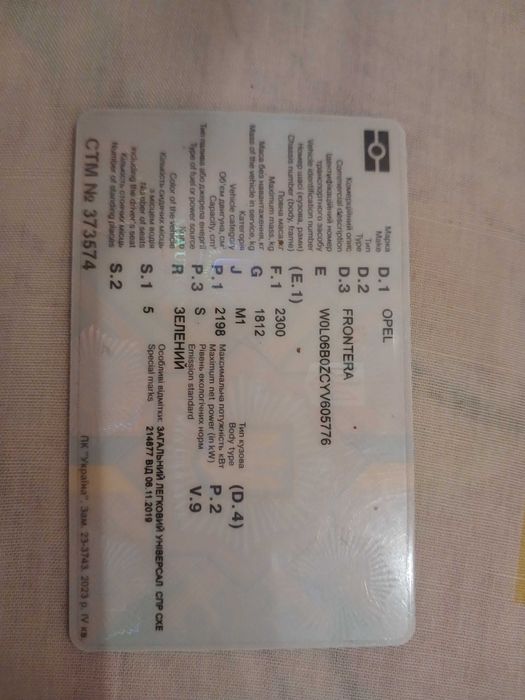 Марка D.1 OPEL
Make
Тип D.2
Type
Комерційний опис D.3 FRONTERA
Commercial description
Ідентифікаційний номер E W0L06B0ZCYV605776
транспортного засобу
Vehicle identification number
Номер шасі (кузова, рами) (E.1)
Chassis number (body, frame)
Повна маса, кг F.1 2300
Maximum mass, kg
Маса без навантаження, кг G 1812
Mass of the vehicle in service, kg
Категорія J M1 Тип кузова (D.4)
Vehicle category Body type
Об'єм двигуна, см³ P.1 2198 Максимальна потужність кВт P.2
Capacity, cm³ Maximum net power (in kW)
Тип палива або джерела енергії P.3 S Рівень екологічних норм V.9
Type of fuel or power source Emission standard
Колір R ЗЕЛЕНИЙ
Color of the vehicle
Кількість сидячих місць S.1 5 Особливі відмітки: ЗАГАЛЬНИЙ ЛЕГКОВИЙ УНІВЕРСАЛ СПР СКЕ
з місцем водія Special marks 214677 ВІД 06.11.2019
Number of seats
including the driver's seat
Кількість стоячих місць S.2
Number of standing places
СТМ № 373574 ПК "Україна". Зам. 23-3743. 2023 р. IV кв.